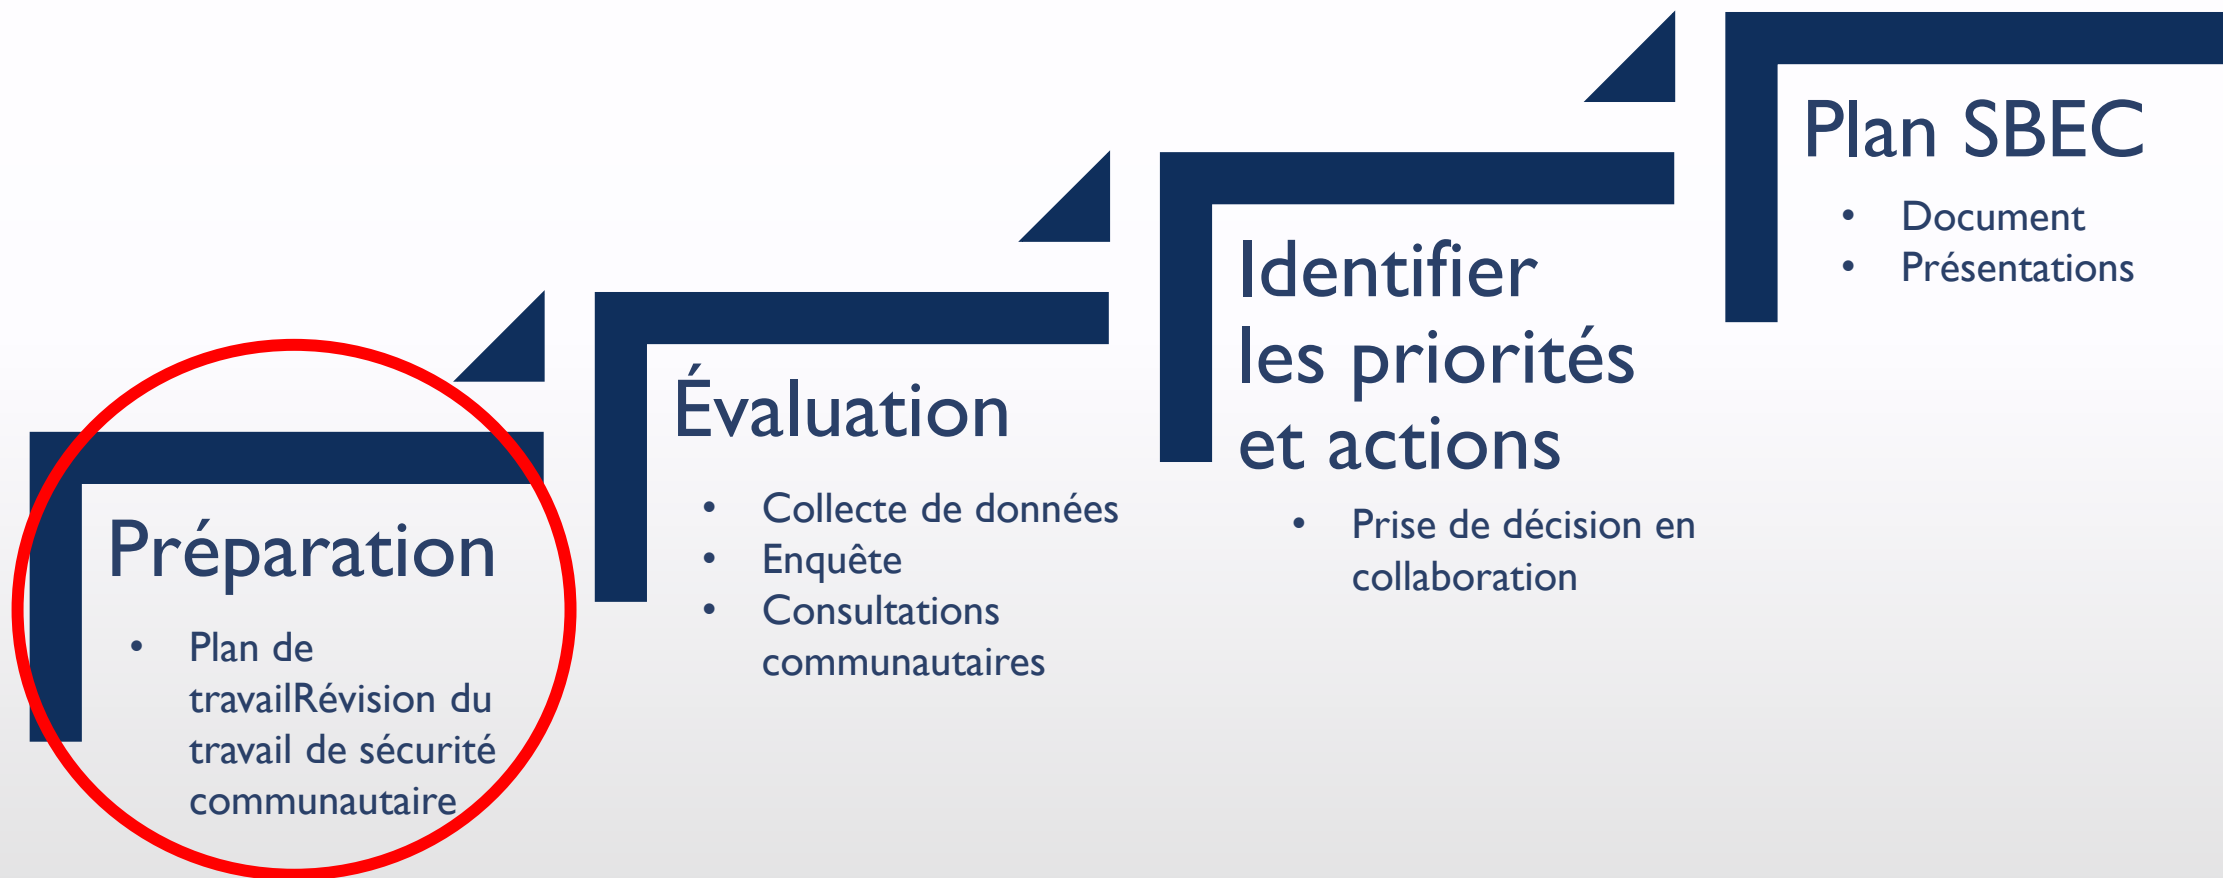 Préparation
• Plan de
travailRévision du
travail de sécurité
communautaire
Évaluation
• Collecte de données
• Enquête
• Consultations
communautaires
Identifier
les priorités
et actions
• Prise de décision en
collaboration
Plan SBEC
• Document
• Présentations